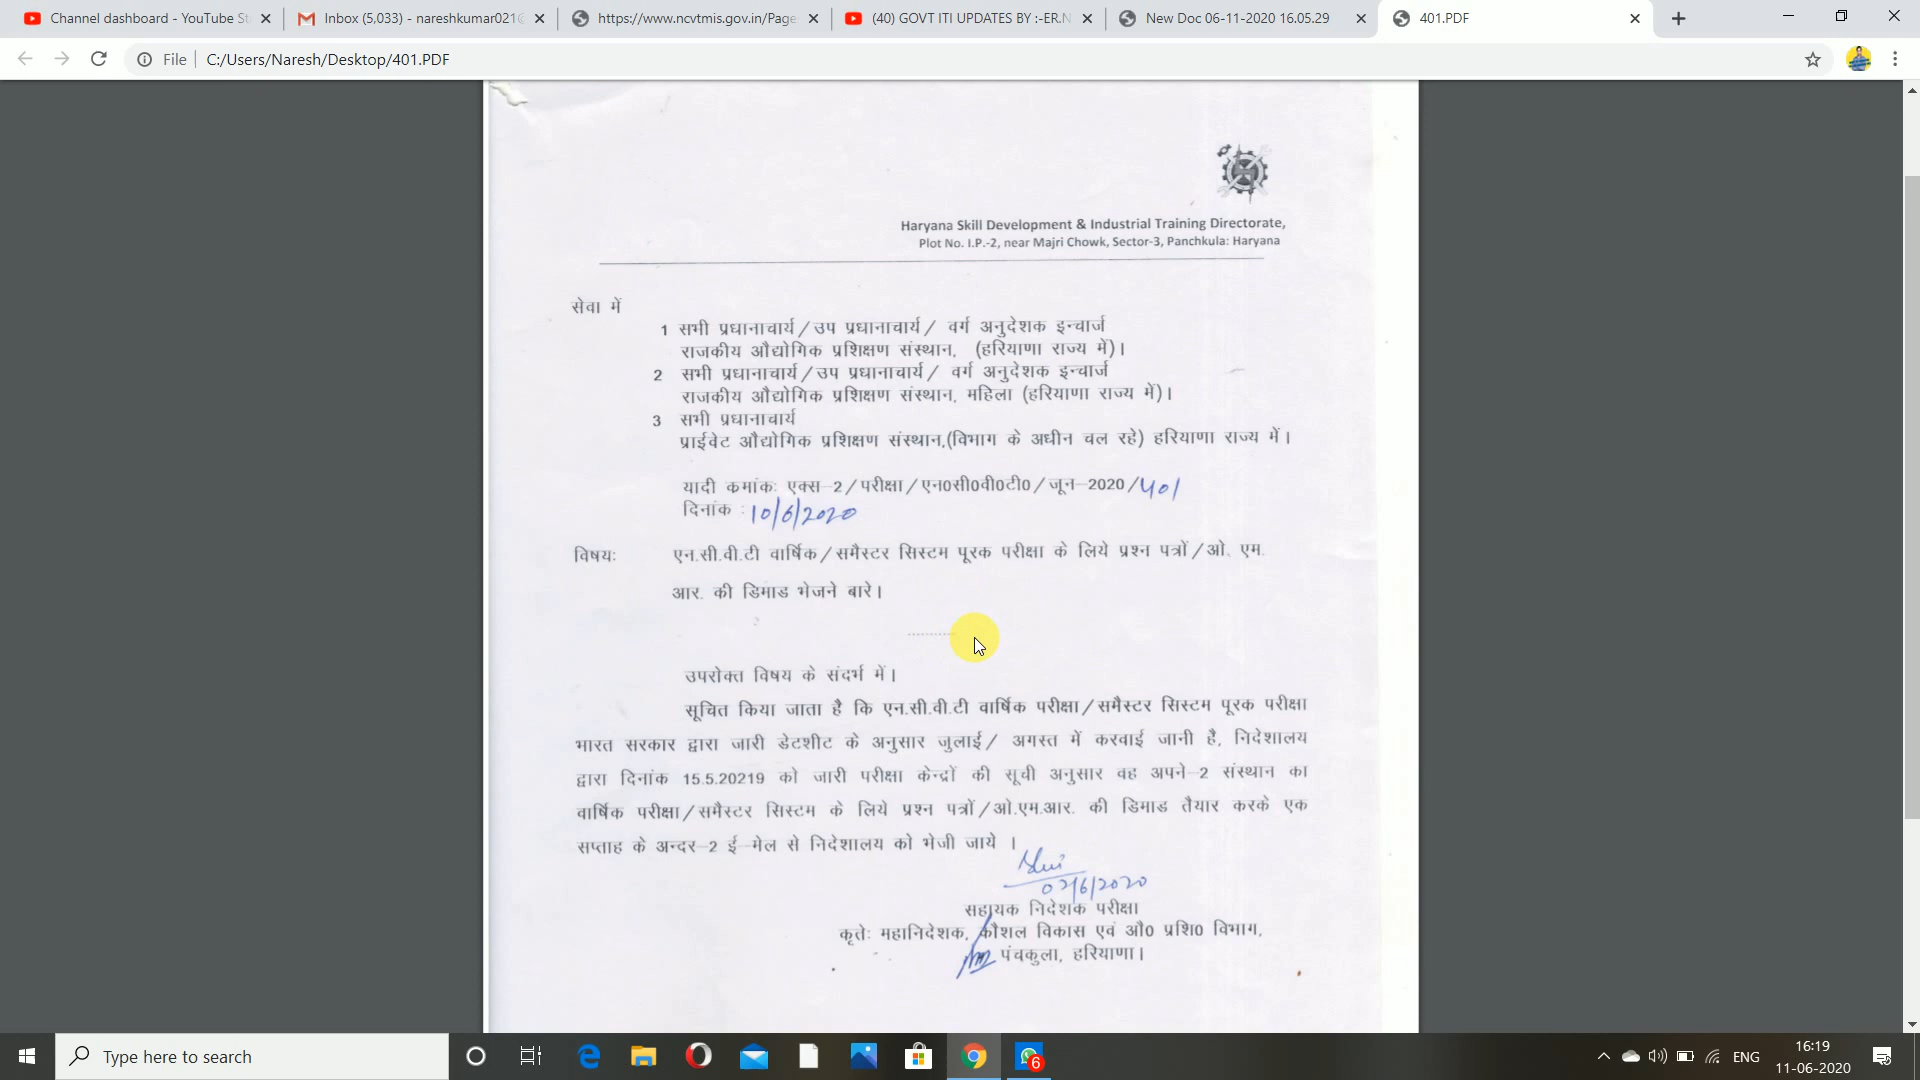 Channel dashboard - YouTube St
Inbox (5,033) - nareshkumar021@
https://www.ncvtmis.gov.in/Page
(40) GOVT ITI UPDATES BY :-ER.N
New Doc 06-11-2020 16.05.29
401.PDF
File
C:/Users/Naresh/Desktop/401.PDF
Haryana Skill Development & Industrial Training Directorate,
Plot No. I.P.-2, near Majri Chowk, Sector-3, Panchkula: Haryana
सेवा में
1 सभी प्रधानाचार्य/उप प्रधानाचार्य/ वर्ग अनुदेशक इन्चार्ज
राजकीय औद्योगिक प्रशिक्षण संस्थान, (हरियाणा राज्य में)।
2 सभी प्रधानाचार्य/उप प्रधानाचार्य/ वर्ग अनुदेशक इन्चार्ज
राजकीय औद्योगिक प्रशिक्षण संस्थान, महिला (हरियाणा राज्य में)।
3 सभी प्रधानाचार्य
प्राईवेट औद्योगिक प्रशिक्षण संस्थान,(विभाग के अधीन चल रहे) हरियाणा राज्य में।
यादी कमांकः एक्स-2/परीक्षा/एन0सी0वी0टी0/जून-2020/401
दिनांक : 10/6/2020
विषयः एन.सी.वी.टी वार्षिक/समैस्टर सिस्टम पूरक परीक्षा के लिये प्रश्न पत्रों/ओ. एम.
आर. की डिमाड भेजने बारे।
उपरोक्त विषय के संदर्भ में।
सूचित किया जाता है कि एन.सी.वी.टी वार्षिक परीक्षा/समैस्टर सिस्टम पूरक परीक्षा
भारत सरकार द्वारा जारी डेटशीट के अनुसार जुलाई/ अगस्त में करवाई जानी है, निदेशालय
द्वारा दिनांक 15.5.20219 को जारी परीक्षा केन्द्रों की सूची अनुसार वह अपने-2 संस्थान का
वार्षिक परीक्षा/समैस्टर सिस्टम के लिये प्रश्न पत्रों/ओ.एम.आर. की डिमाड तैयार करके एक
सप्ताह के अन्दर-2 ई-मेल से निदेशालय को भेजी जाये ।
सहायक निदेशक परीक्षा
कृतेः महानिदेशक, कौशल विकास एवं औ0 प्रशि0 विभाग,
पंचकुला, हरियाणा।
Type here to search
6
ENG
16:19
11-06-2020